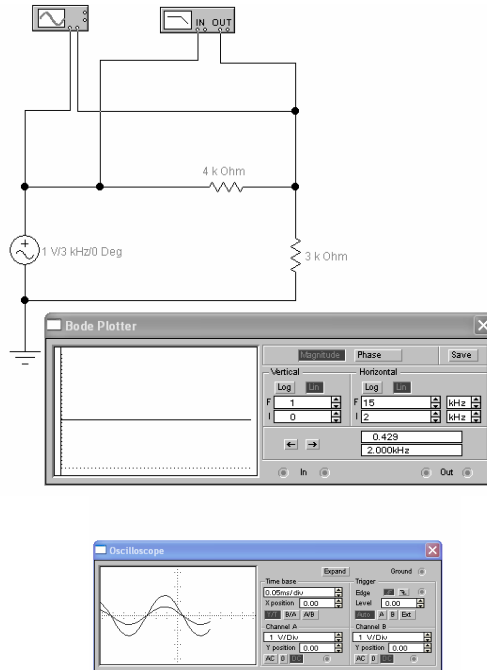 IN OUT
4 k Ohm
1 V/3 kHz/0 Deg
3 k Ohm
Bode Plotter
Magnitude Phase Save
Vertical Horizontal
Log Lin Log Lin
F 1 F 15 kHz
I 0 I 2 kHz
0.429
2.000kHz
In Out
Oscilloscope
Expand Ground
Time base Trigger
0.05ms/div Edge
X position 0.00 Level 0.00
Y/T B/A A/B Auto A B Ext
Channel A Channel B
1 V/Div 1 V/Div
Y position 0.00 Y position 0.00
AC 0 DC AC 0 DC